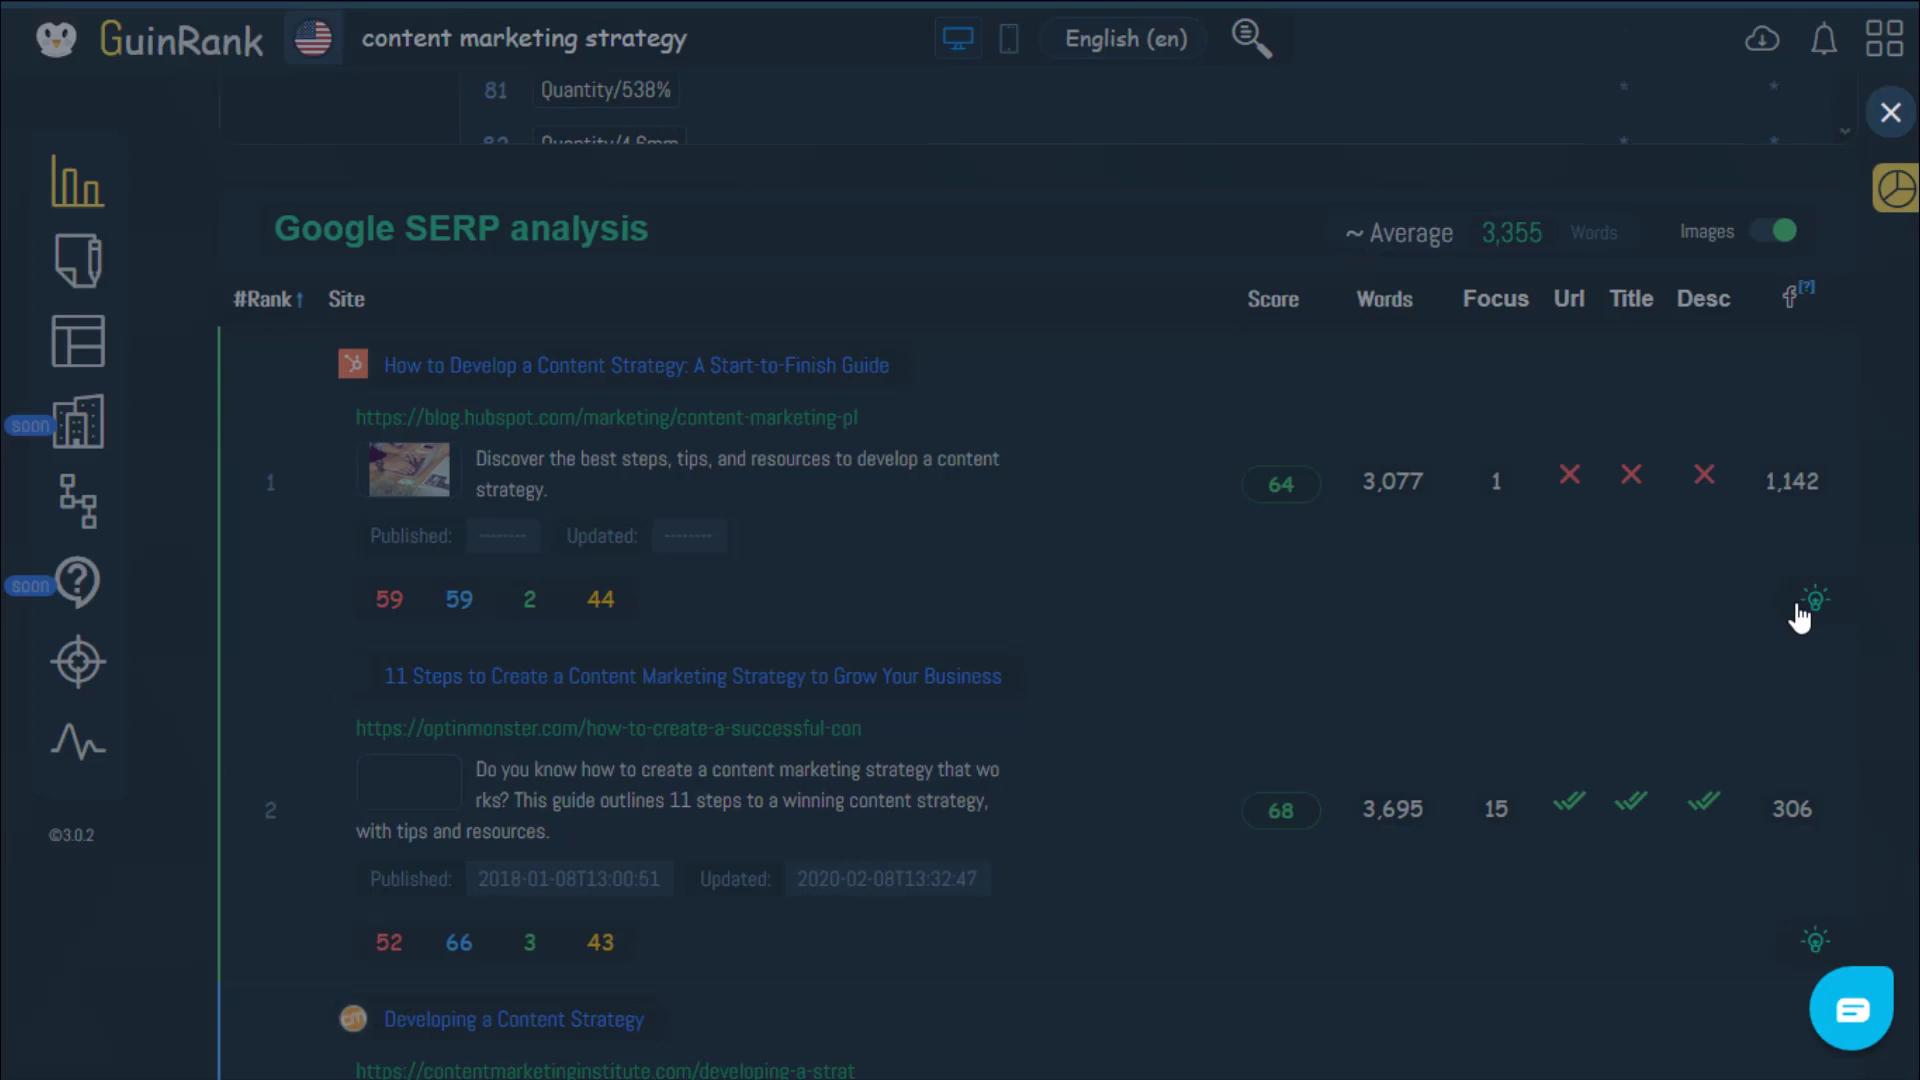 GuinRank
content marketing strategy
English (en)
81 Quantity/538% * *
82 Quantity/4.6mm * *
Google SERP analysis
~ Average 3,355 Words Images
#Rank↑ Site Score Words Focus Url Title Desc f[?]
How to Develop a Content Strategy: A Start-to-Finish Guide
https://blog.hubspot.com/marketing/content-marketing-pl
Discover the best steps, tips, and resources to develop a content
strategy.
1 64 3,077 1 1,142
Published: -------- Updated: --------
soon
59 59 2 44
soon
11 Steps to Create a Content Marketing Strategy to Grow Your Business
https://optinmonster.com/how-to-create-a-successful-con
Do you know how to create a content marketing strategy that wo
rks? This guide outlines 11 steps to a winning content strategy,
with tips and resources.
2 68 3,695 15 306
©3.0.2
Published: 2018-01-08T13:00:51 Updated: 2020-02-08T13:32:47
52 66 3 43
Developing a Content Strategy
https://contentmarketinginstitute.com/developing-a-strat